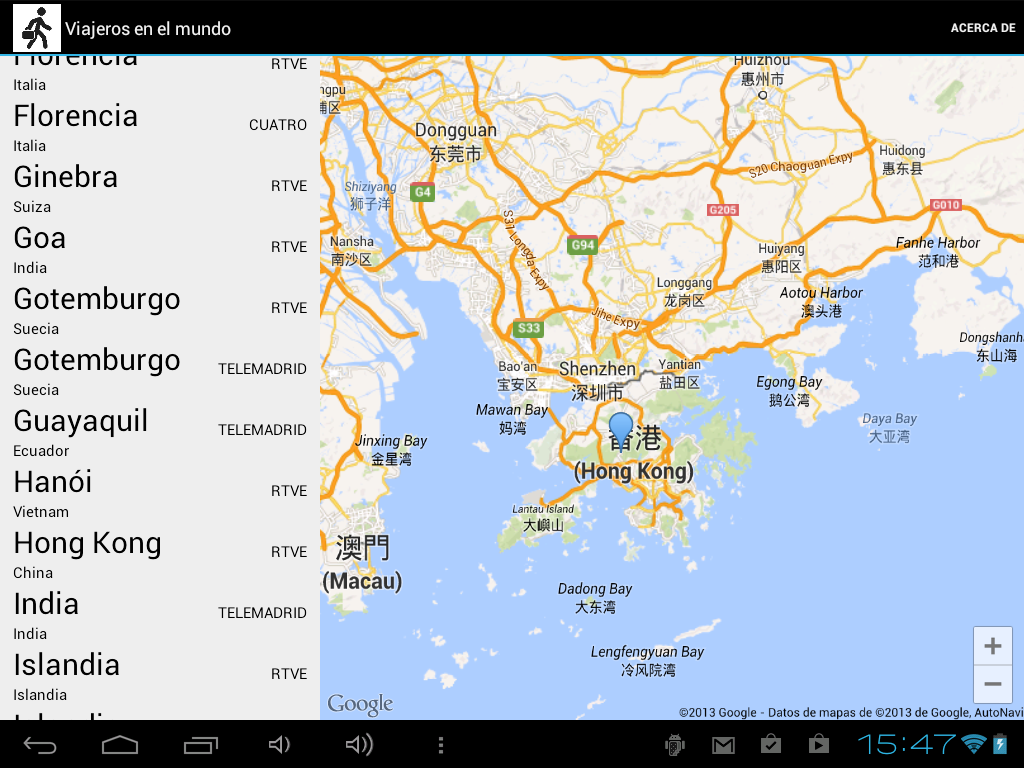 Viajeros en el mundo
ACERCA DE
Florencia
RTVE
Italia
Florencia
CUATRO
Italia
Ginebra
RTVE
Suiza
Goa
RTVE
India
Gotemburgo
RTVE
Suecia
Gotemburgo
TELEMADRID
Suecia
Guayaquil
TELEMADRID
Ecuador
Hanói
RTVE
Vietnam
Hong Kong
RTVE
China
India
TELEMADRID
India
Islandia
RTVE
Islandia
Huizhou
惠州市
ngpu
埔区
Dongguan
东莞市
S20 Chaoguan Expy
Huidong
惠东县
Shiziyang
狮子洋
G4
G205
G010
S31 Longda Expy
Nansha
南沙区
G94
Huiyang
惠阳区
Fanhe Harbor
范和港
Longgang
龙岗区
Aotou Harbor
澳头港
Jihe Expy
S33
Dongshanh
东山海
Bao'an
宝安区
Shenzhen
深圳市
Yantian
盐田区
Egong Bay
鹅公湾
Mawan Bay
妈湾
Daya Bay
大亚湾
Jinxing Bay
金星湾
香港
(Hong Kong)
Lantau Island
大嶼山
澳門
(Macau)
Dadong Bay
大东湾
Lengfengyuan Bay
冷风院湾
+
−
Google
©2013 Google - Datos de mapas de ©2013 de Google, AutoNavi
15:47